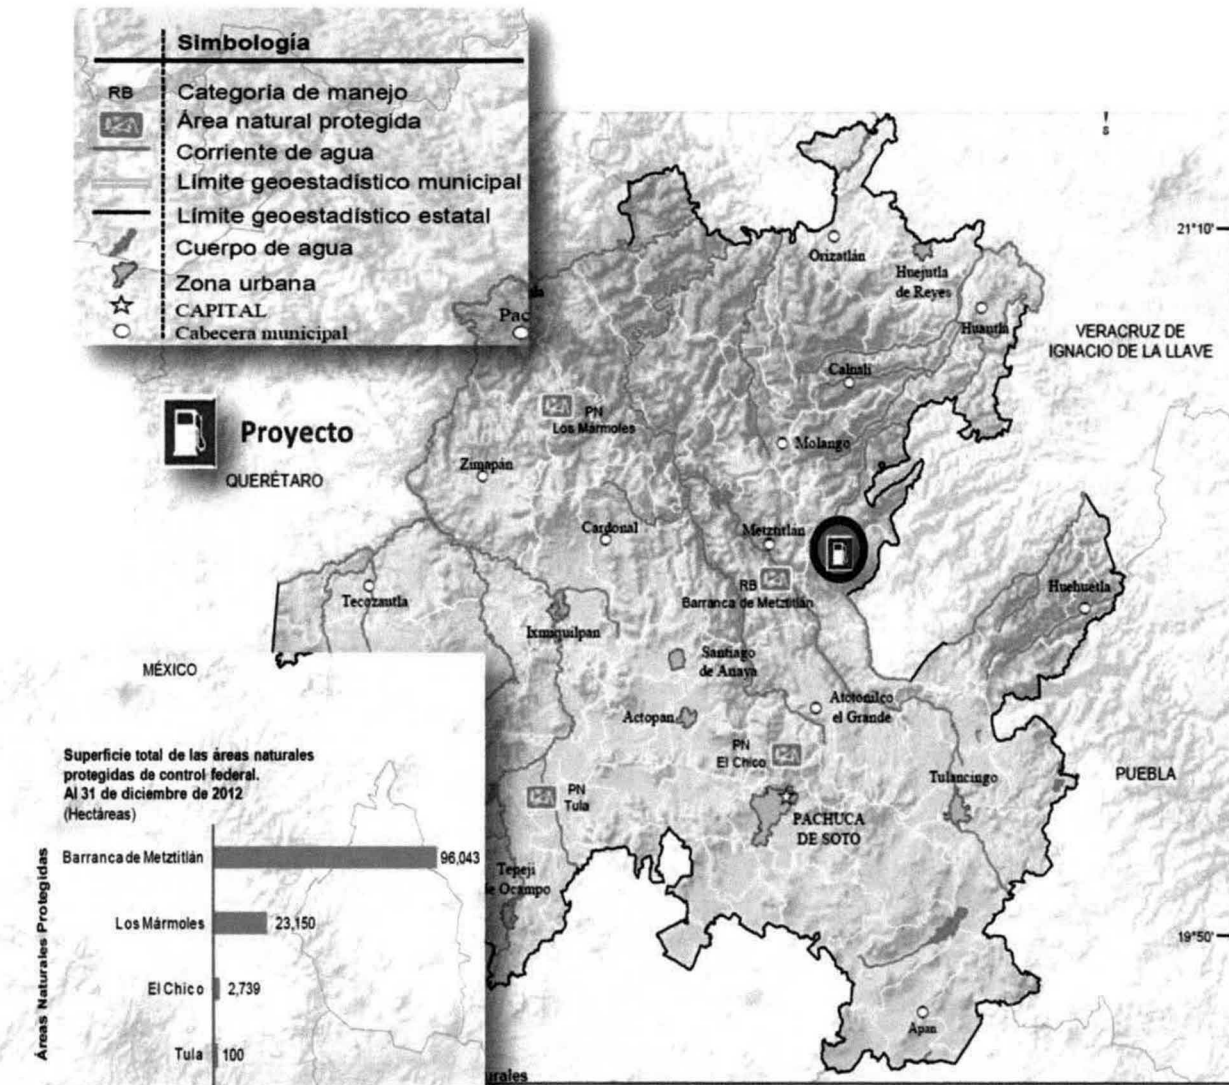 Simbología
RB Categoria de manejo
Área natural protegida
Corriente de agua
Límite geoestadístico municipal
Límite geoestadístico estatal
Cuerpo de agua
Zona urbana
CAPITAL
Cabecera municipal
Pac
S
21°10'
Orizatlán
Huejutla
de Reyes
Huautla
VERACRUZ DE
IGNACIO DE LA LLAVE
Calnali
Proyecto
QUERÉTARO
PN
Los Mármoles
Molango
Zimapán
Cardonal
Metztitlán
RB
Barranca de Metztitlán
Huehuetla
Tecozautla
Ixmiquilpan
Santiago
de Anaya
MÉXICO
Actopan
Atotonilco
el Grande
PN
El Chico
Tulancingo
PUEBLA
PN
Tula
PACHUCA
DE SOTO
Tepeji
de Ocampo
19°50'
Apan
Superficie total de las áreas naturales
protegidas de control federal.
Al 31 de diciembre de 2012
(Hectáreas)
Áreas Naturales Protegidas
Barranca de Metztitlán 96,043
Los Mármoles 23,150
El Chico 2,739
Tula 100
urales